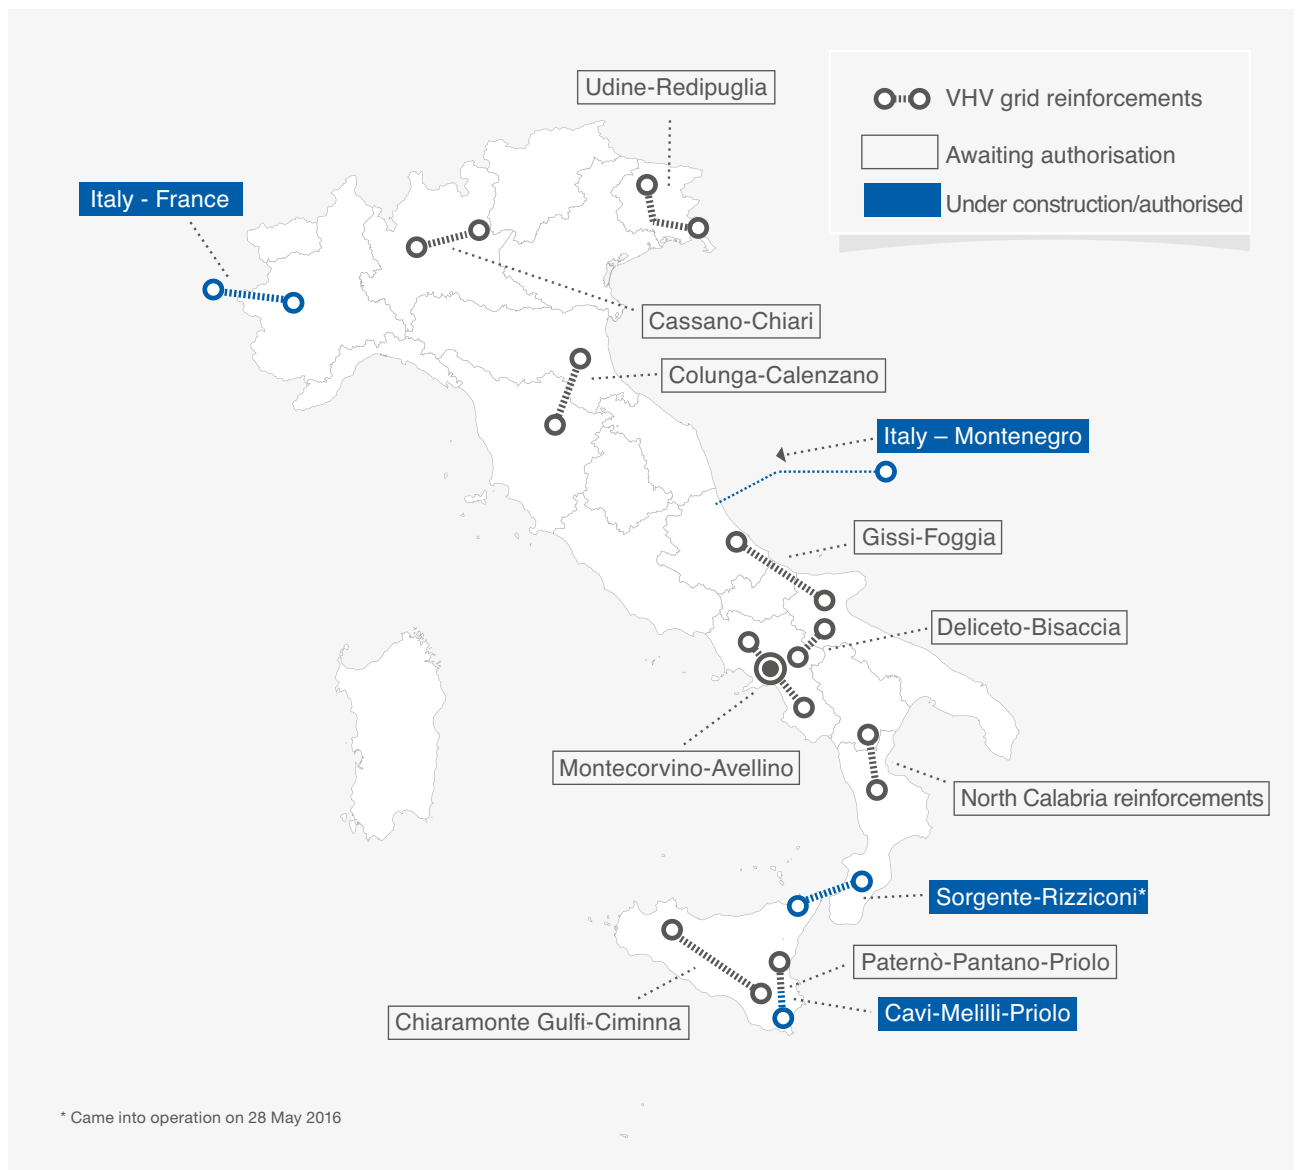 Udine-Redipuglia
VHV grid reinforcements
Awaiting authorisation
Under construction/authorised
Italy - France
Cassano-Chiari
Colunga-Calenzano
Italy – Montenegro
Gissi-Foggia
Deliceto-Bisaccia
Montecorvino-Avellino
North Calabria reinforcements
Sorgente-Rizziconi*
Paternò-Pantano-Priolo
Cavi-Melilli-Priolo
Chiaramonte Gulfi-Ciminna
* Came into operation on 28 May 2016